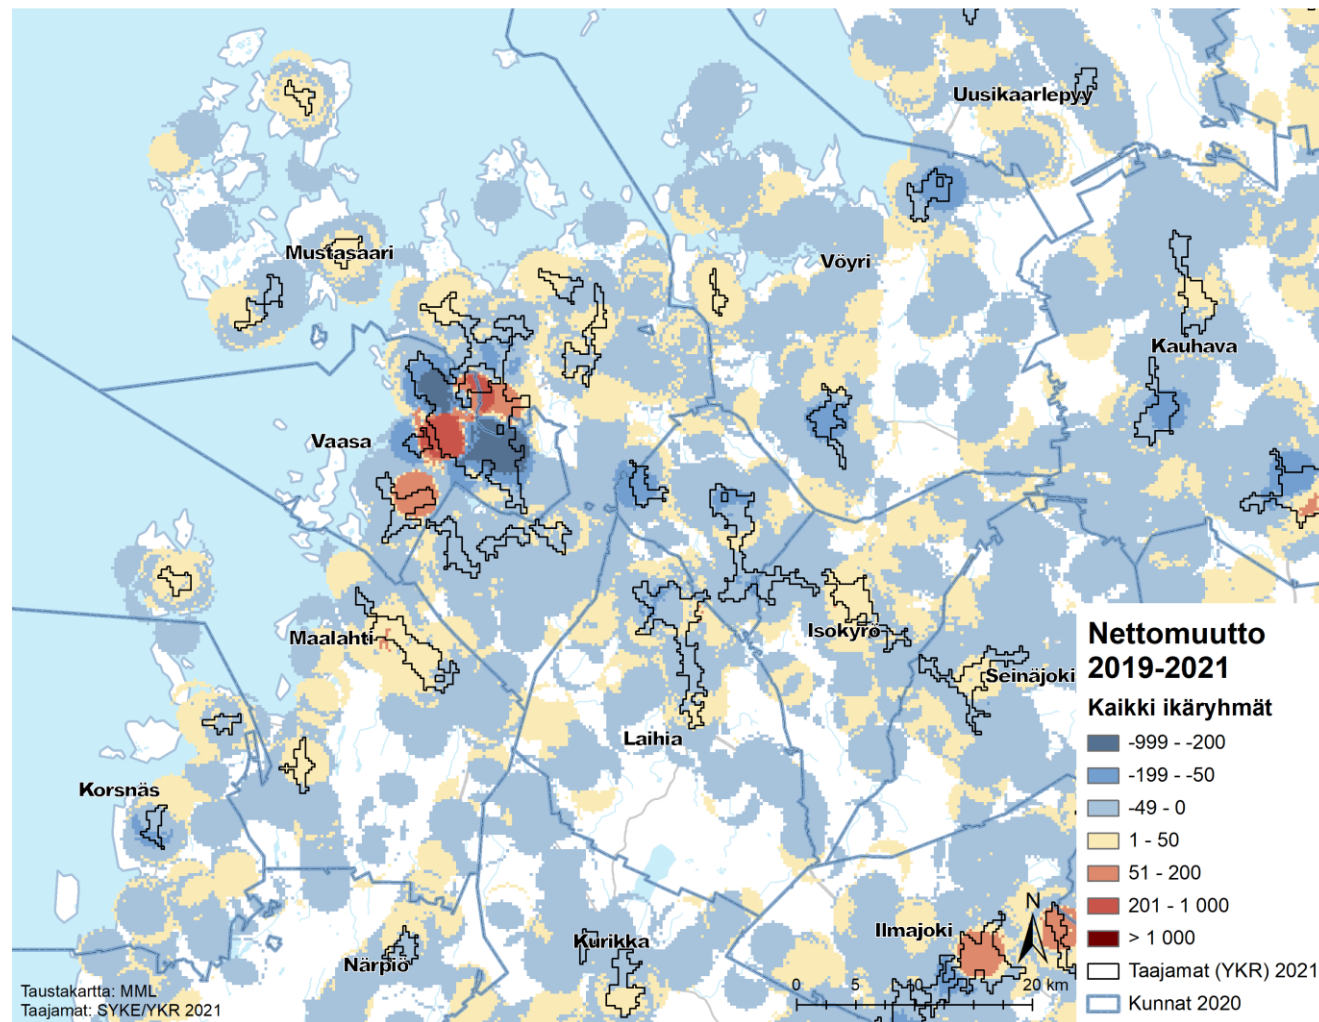 Uusikaarlepyy
Mustasaari
Vöyri
Kauhava
Vaasa
Maalahti
Isokyrö
Seinäjoki
Laihia
Korsnäs
Ilmajoki
Kurikka
Närpiö
Nettomuutto
2019-2021
Kaikki ikäryhmät
-999 - -200
-199 - -50
-49 - 0
1 - 50
51 - 200
201 - 1 000
> 1 000
Taajamat (YKR) 2021
Kunnat 2020
N
0 5 10 20 km
Taustakartta: MML
Taajamat: SYKE/YKR 2021